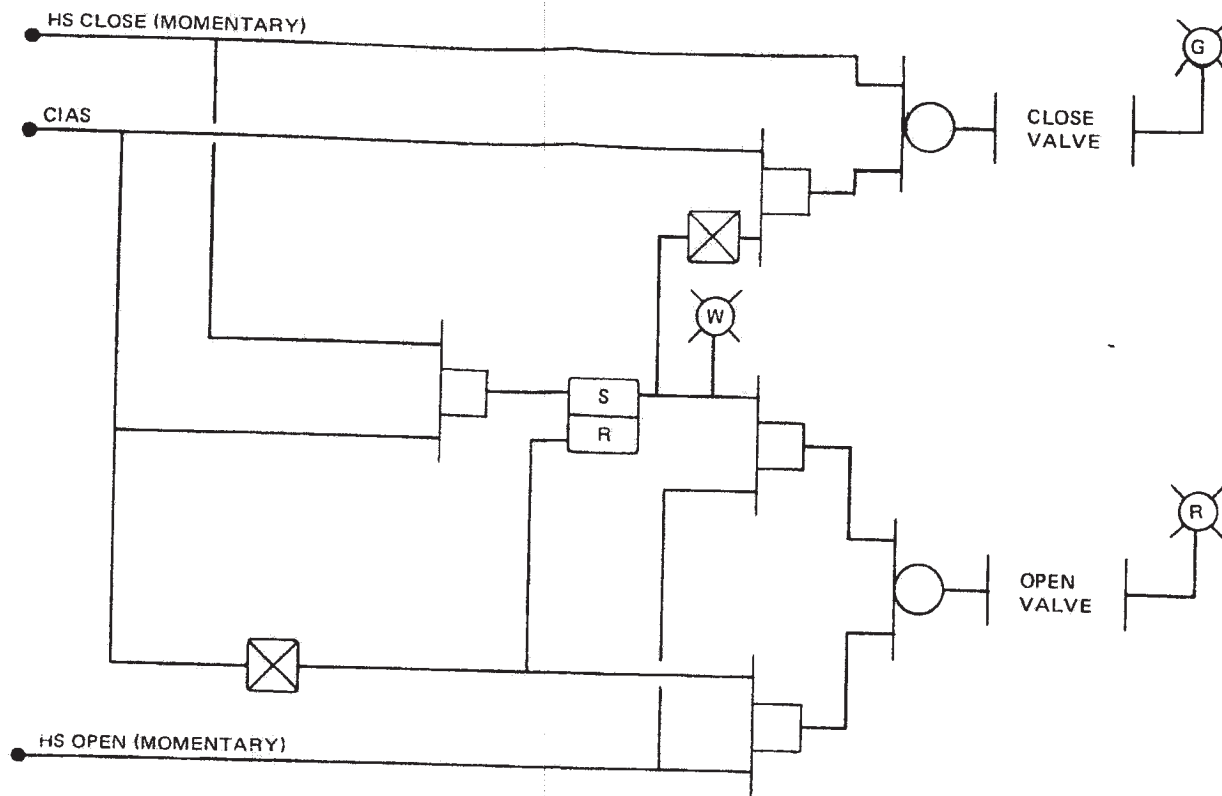 HS CLOSE (MOMENTARY)
G
CIAS
CLOSE
VALVE
W
S
R
R
OPEN
VALVE
HS OPEN (MOMENTARY)